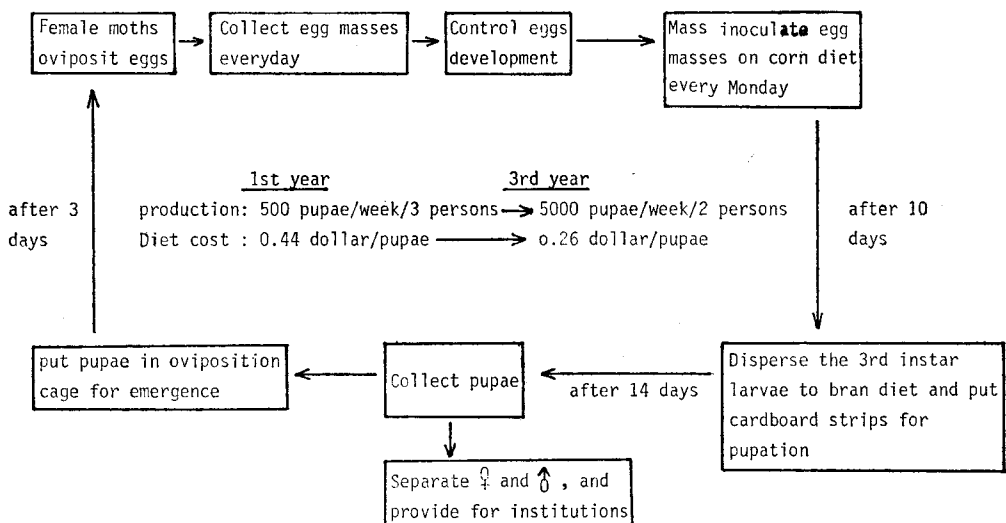 Female moths
oviposit eggs
Collect egg masses
everyday
Control eggs
development
Mass inoculate egg
masses on corn diet
every Monday
1st year 3rd year
production: 500 pupae/week/3 persons → 5000 pupae/week/2 persons
Diet cost : 0.44 dollar/pupae → o.26 dollar/pupae
after 3
days
after 10
days
put pupae in oviposition
cage for emergence
Collect pupae
after 14 days
Disperse the 3rd instar
larvae to bran diet and put
cardboard strips for
pupation
Separate ♀ and ♂, and
provide for institutions